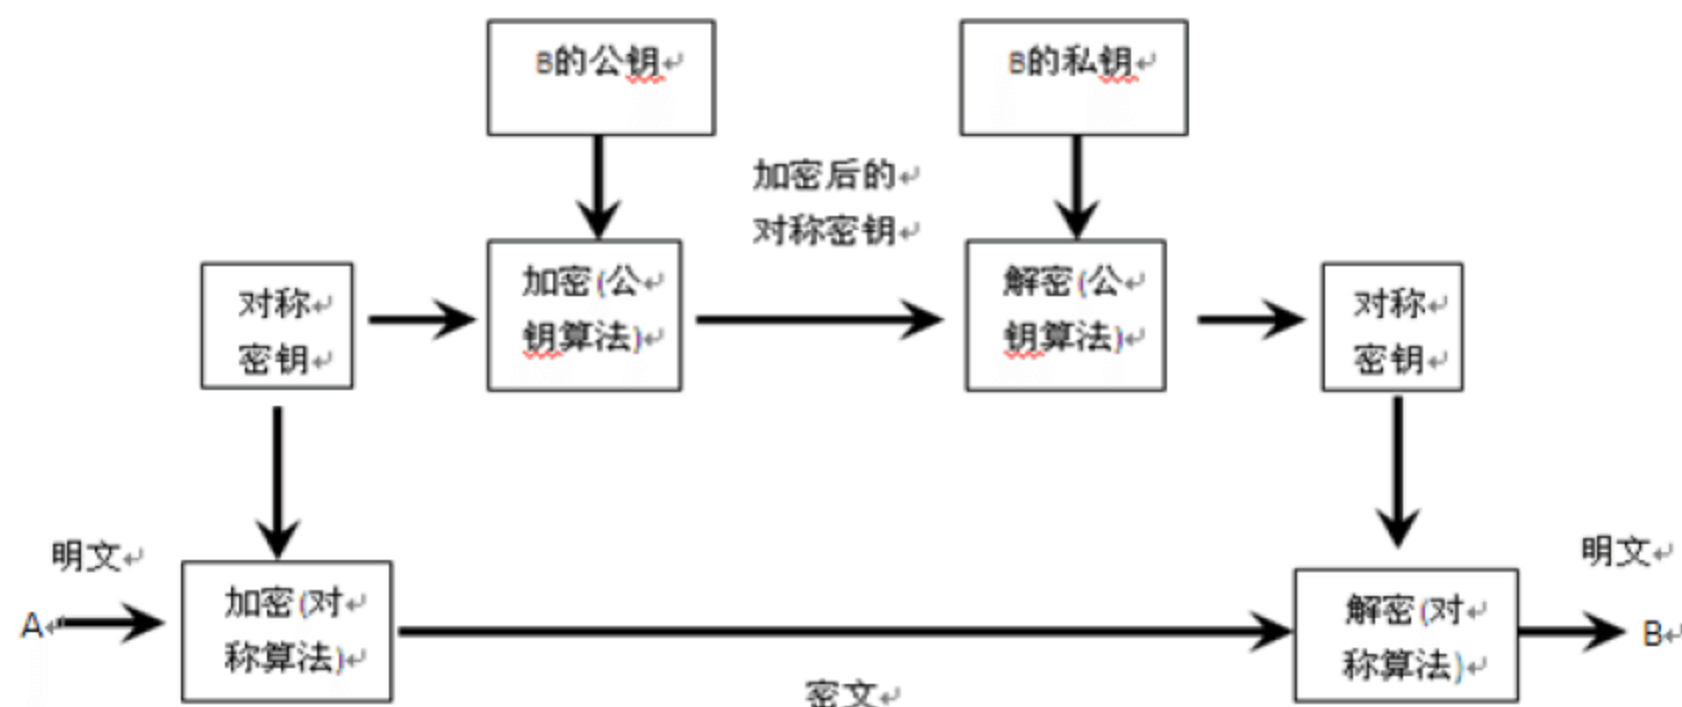 B的公钥
B的私钥
加密后的
对称密钥
对称
密钥
加密(公
钥算法)
解密(公
钥算法)
对称
密钥
明文
A
加密(对
称算法)
密文
解密(对
称算法)
明文
B